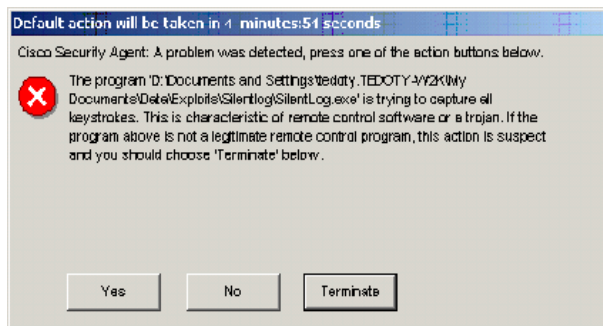 Default action will be taken in 4 minutes:51 seconds
Cisco Security Agent: A problem was detected, press one of the action buttons below.
The program 'D:\Documents and Settings\tedoty.TEDOTY-W2K\My
Documents\Data\Exploits\Silentlog\SilentLog.exe' is trying to capture all
keystrokes. This is characteristic of remote control software or a trojan. If the
program above is not a legitimate remote control program, this action is suspect
and you should choose 'Terminate' below.
Yes
No
Terminate